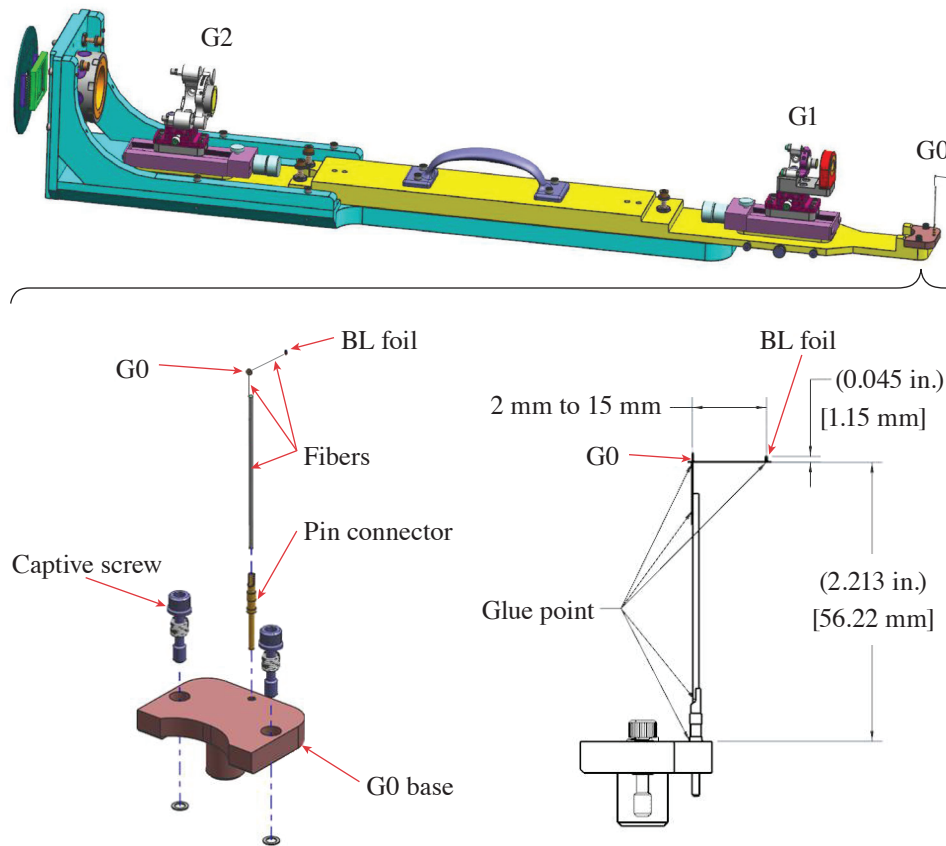 G2
G1
G0
BL foil
G0
Fibers
Pin connector
Captive screw
G0 base
BL foil
(0.045 in.)
[1.15 mm]
2 mm to 15 mm
G0
(2.213 in.)
[56.22 mm]
Glue point